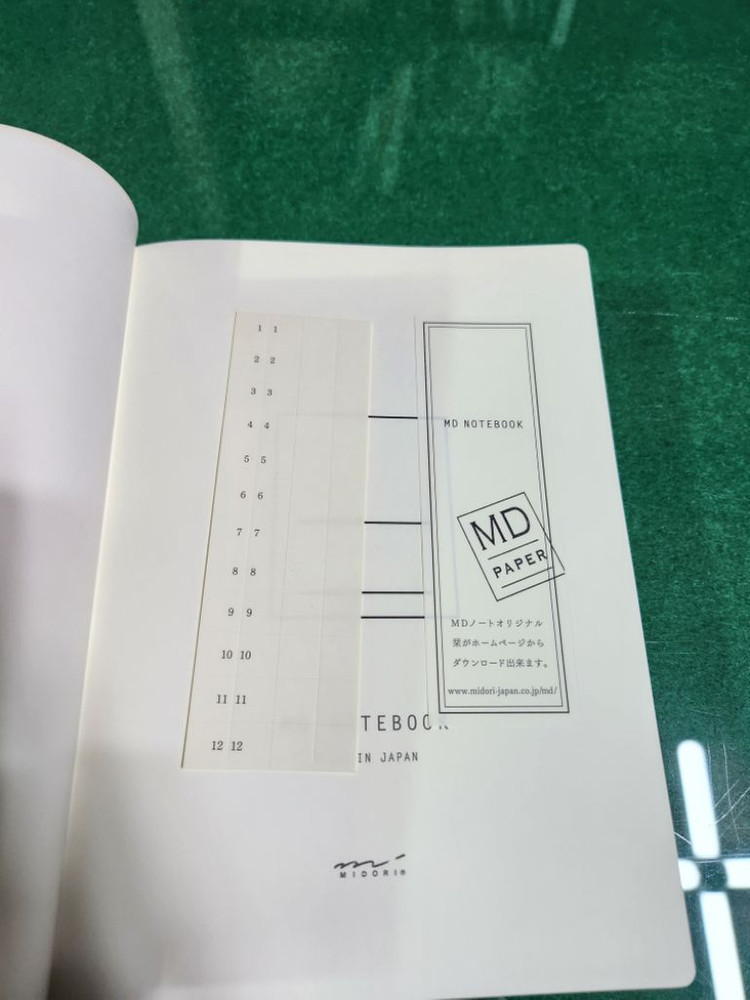 1 1
2 2
3 3
4 4
5 5
6 6
7 7
8 8
9 9
10 10
11 11
12 12
MD NOTEBOOK
MD
PAPER
MDノートオリジナル
栞がホームページから
ダウンロード出来ます。
www.midori-japan.co.jp/md/
TEBOOK
IN JAPAN
MIDORI®